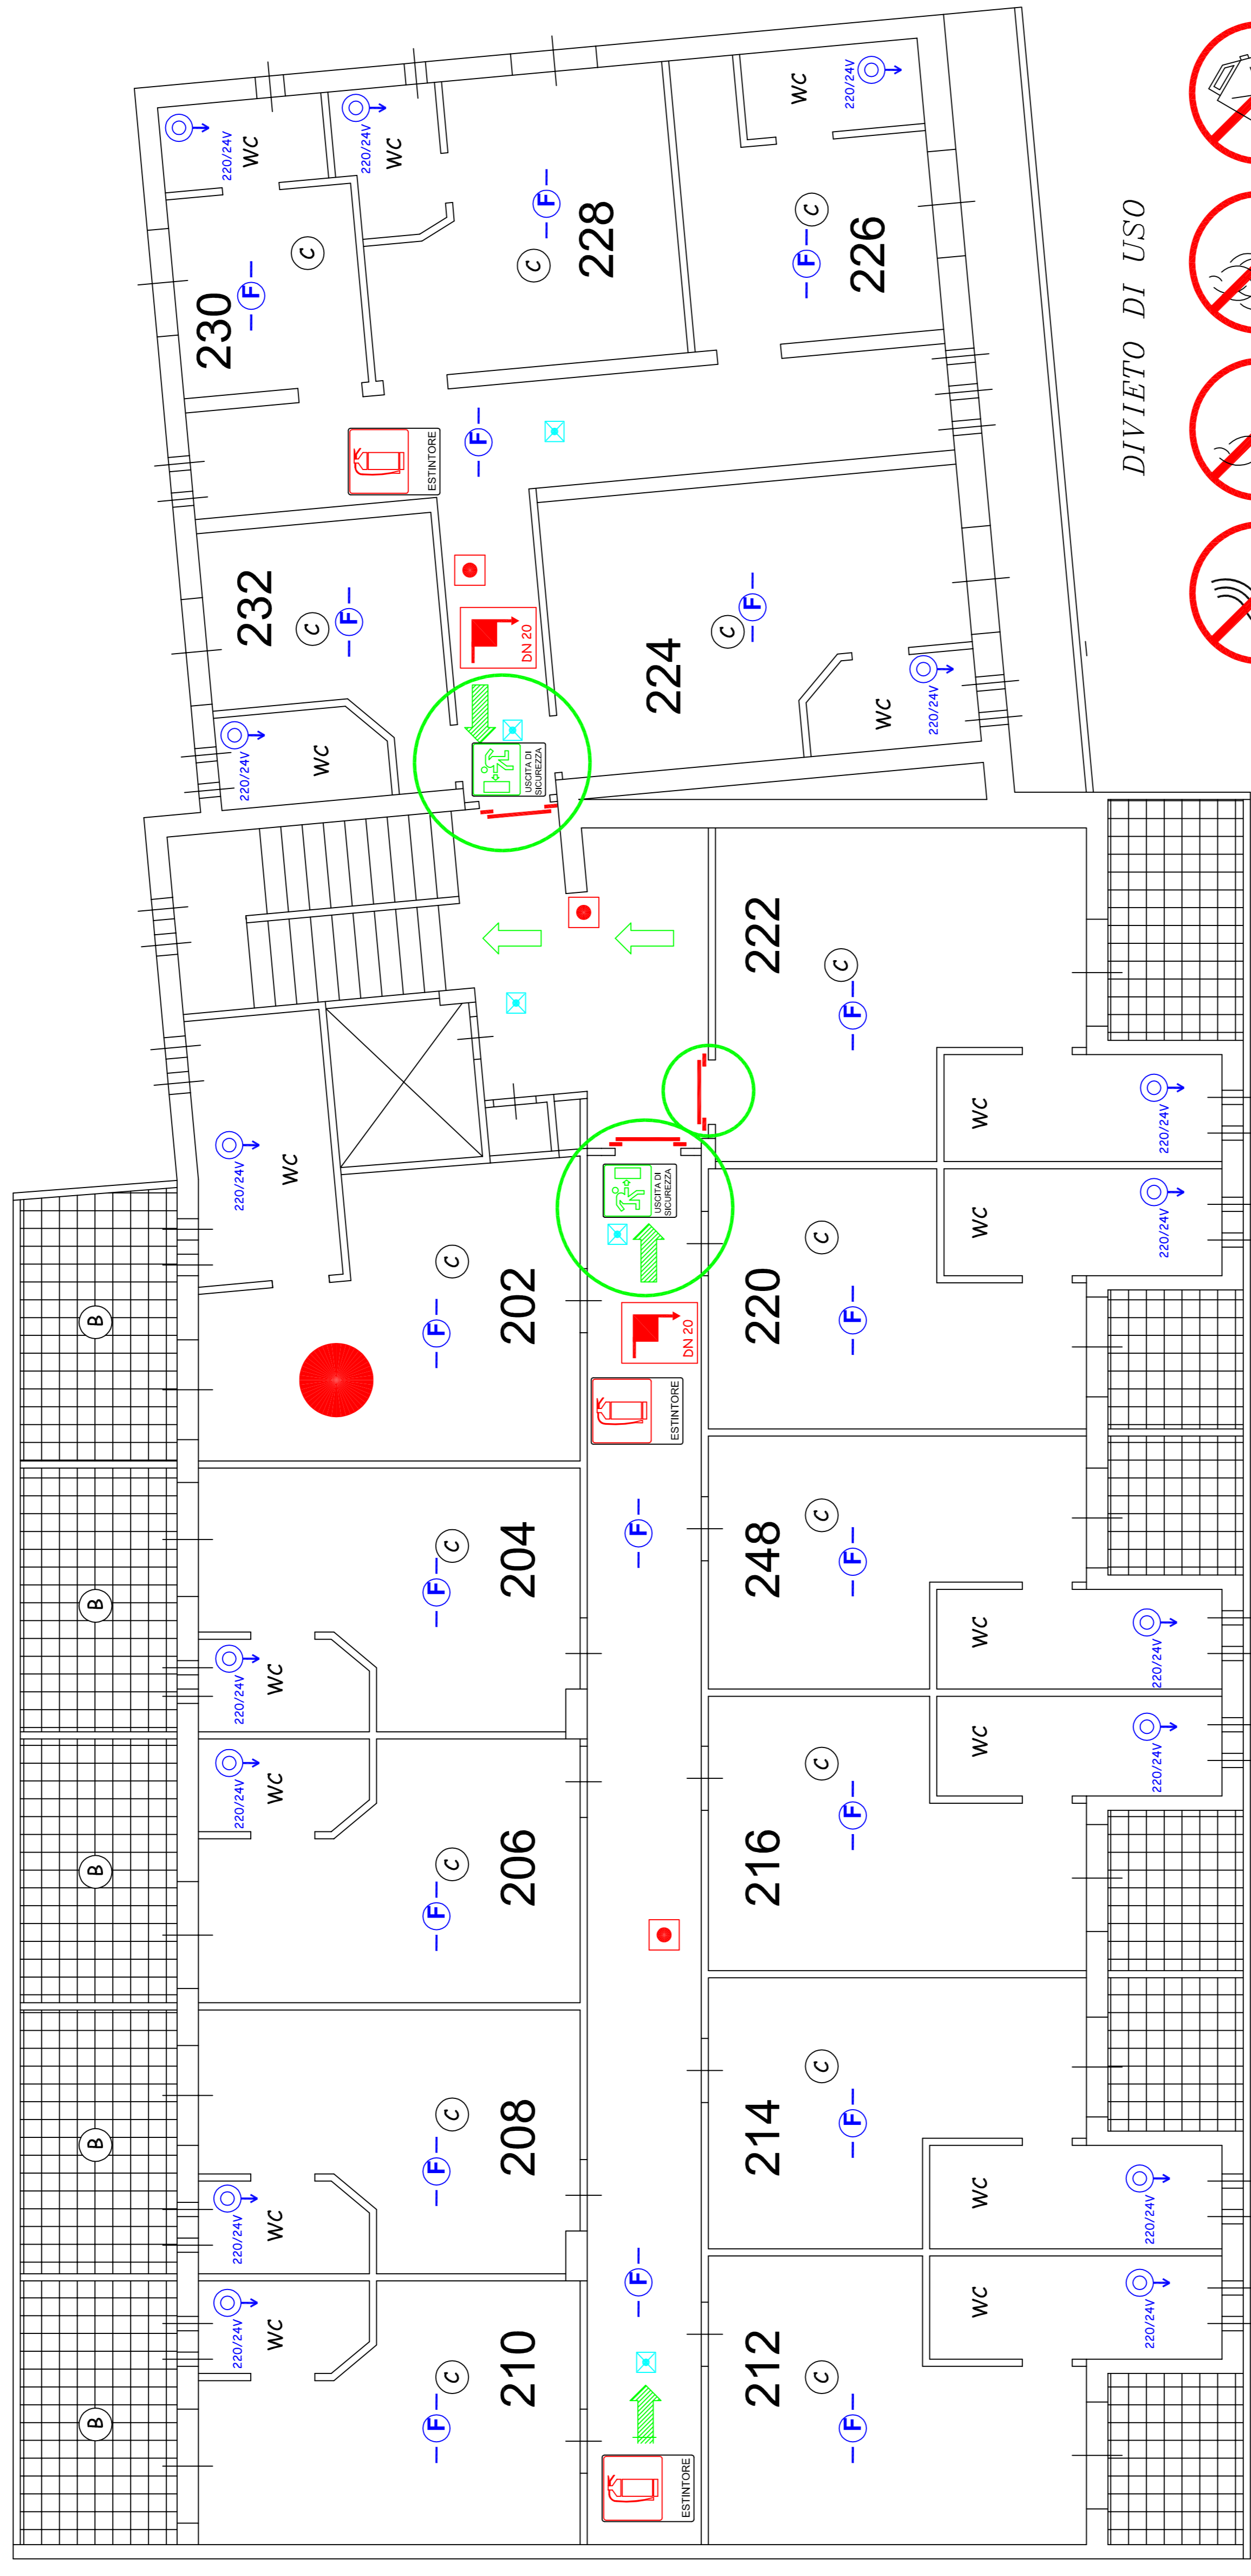 B B B B B
220/24V 220/24V 220/24V 220/24V 220/24V 220/24V 220/24V
WC WC WC WC WC WC WC
230
F
C
232
C
F
220/24V
WC
F F F F F
C C C C C
210 208 206 204 202
ESTINTORE
F
DN 20
USCITA DI
SICUREZZA
F
C
228
F F
USCITA DI
SICUREZZA
ESTINTORE ESTINTORE DN 20
224
C
F
WC
220/24V
212 214 216 248 220 222
C C C C C C
F F F F F F
F C
226
WC
220/24V
WC WC WC WC WC WC
220/24V 220/24V 220/24V 220/24V 220/24V 220/24V
DIVIETO DI USO